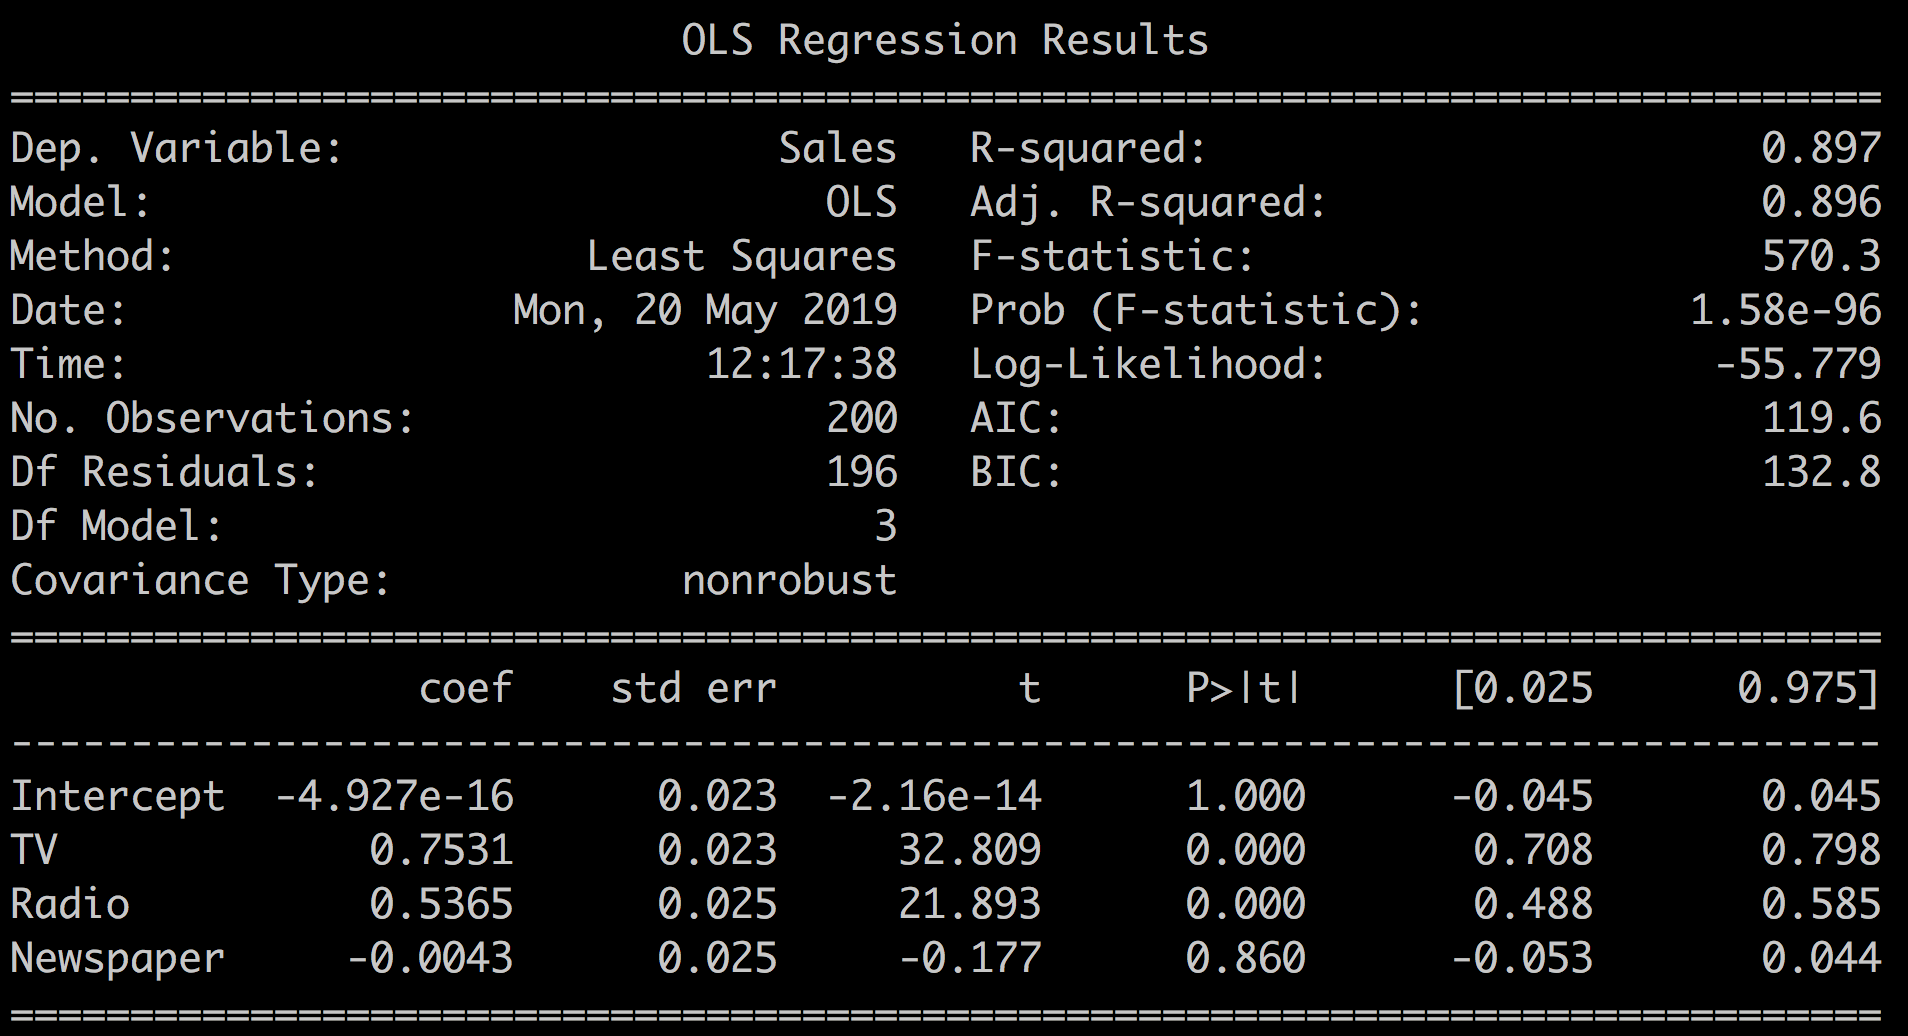 OLS Regression Results
==============================================================================
Dep. Variable:                  Sales   R-squared:                       0.897
Model:                            OLS   Adj. R-squared:                  0.896
Method:                 Least Squares   F-statistic:                     570.3
Date:                Mon, 20 May 2019   Prob (F-statistic):           1.58e-96
Time:                        12:17:38   Log-Likelihood:                -55.779
No. Observations:                 200   AIC:                             119.6
Df Residuals:                     196   BIC:                             132.8
Df Model:                           3
Covariance Type:            nonrobust
==============================================================================
                 coef    std err          t      P>|t|      [0.025      0.975]
------------------------------------------------------------------------------
Intercept  -4.927e-16      0.023  -2.16e-14      1.000      -0.045       0.045
TV             0.7531      0.023     32.809      0.000       0.708       0.798
Radio          0.5365      0.025     21.893      0.000       0.488       0.585
Newspaper     -0.0043      0.025     -0.177      0.860      -0.053       0.044
==============================================================================